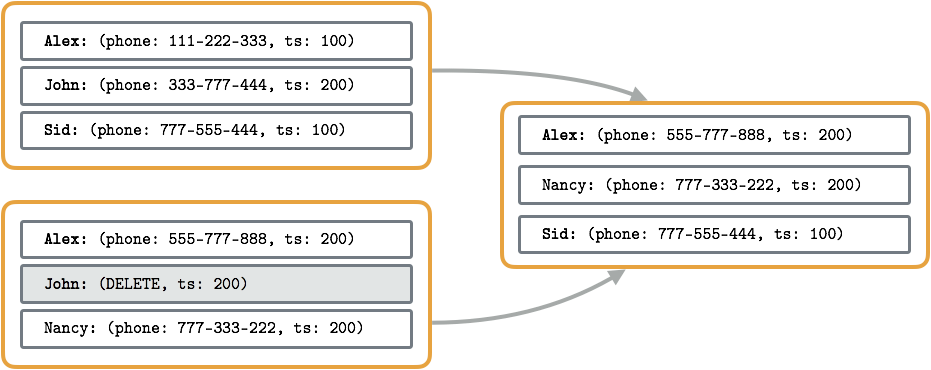 Alex: (phone: 111-222-333, ts: 100)
John: (phone: 333-777-444, ts: 200)
Sid: (phone: 777-555-444, ts: 100)
Alex: (phone: 555-777-888, ts: 200)
John: (DELETE, ts: 200)
Nancy: (phone: 777-333-222, ts: 200)
Alex: (phone: 555-777-888, ts: 200)
Nancy: (phone: 777-333-222, ts: 200)
Sid: (phone: 777-555-444, ts: 100)